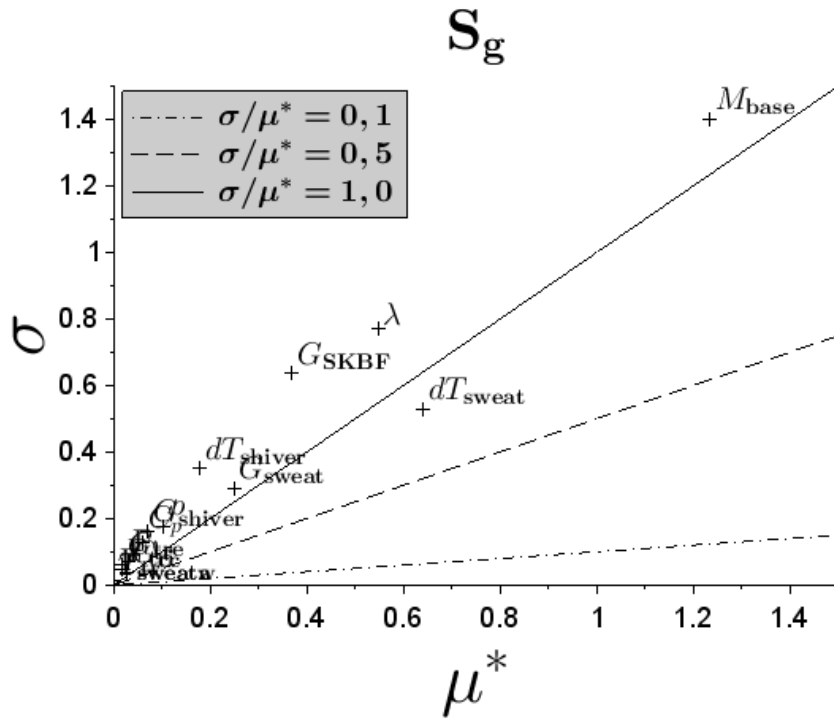 S_g
σ/μ* = 0, 1
σ/μ* = 0, 5
σ/μ* = 1, 0
M_base
λ
G_SKBF
dT_sweat
dT_shiver
G_sweat
shiver
1.4
1.2
1
0.8
0.6
0.4
0.2
0
σ
0 0.2 0.4 0.6 0.8 1 1.2 1.4
μ*